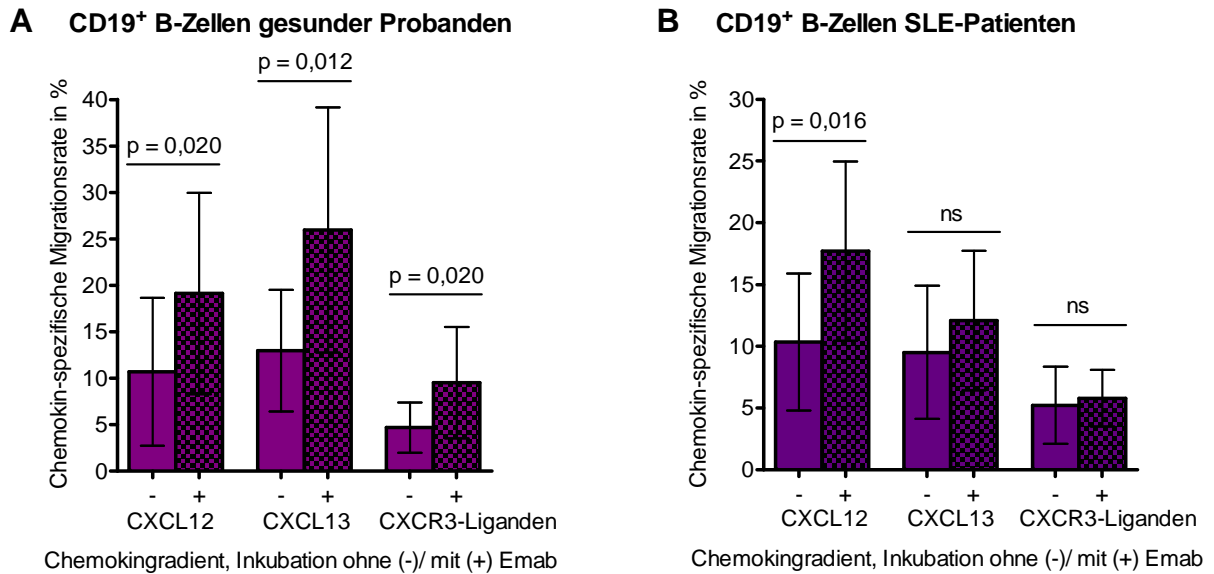 A CD19+ B-Zellen gesunder Probanden
Chemokin-spezifische Migrationsrate in %
40
35
30
25
20
15
10
5
0
p = 0,020
p = 0,012
p = 0,020
- + - + - +
CXCL12 CXCL13 CXCR3-Liganden
Chemokingradient, Inkubation ohne (-)/ mit (+) Emab
B CD19+ B-Zellen SLE-Patienten
Chemokin-spezifische Migrationsrate in %
30
25
20
15
10
5
0
p = 0,016
ns
ns
- + - + - +
CXCL12 CXCL13 CXCR3-Liganden
Chemokingradient, Inkubation ohne (-)/ mit (+) Emab